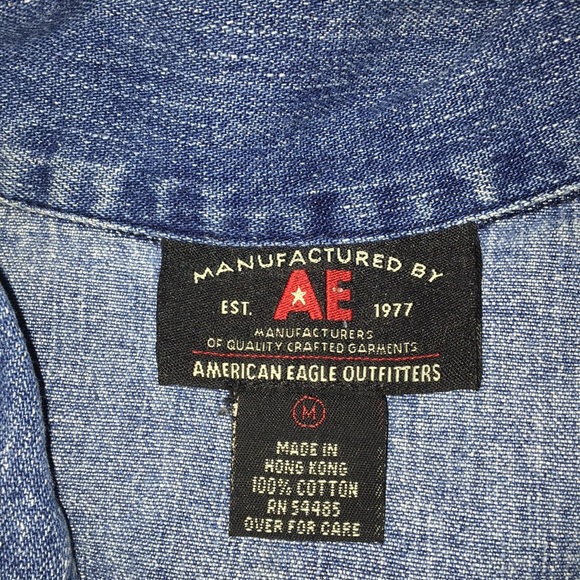 MANUFACTURED BY
EST. AE 1977
MANUFACTURERS
OF QUALITY CRAFTED GARMENTS
AMERICAN EAGLE OUTFITTERS
M
MADE IN
HONG KONG
100% COTTON
RN 54485
OVER FOR CARE